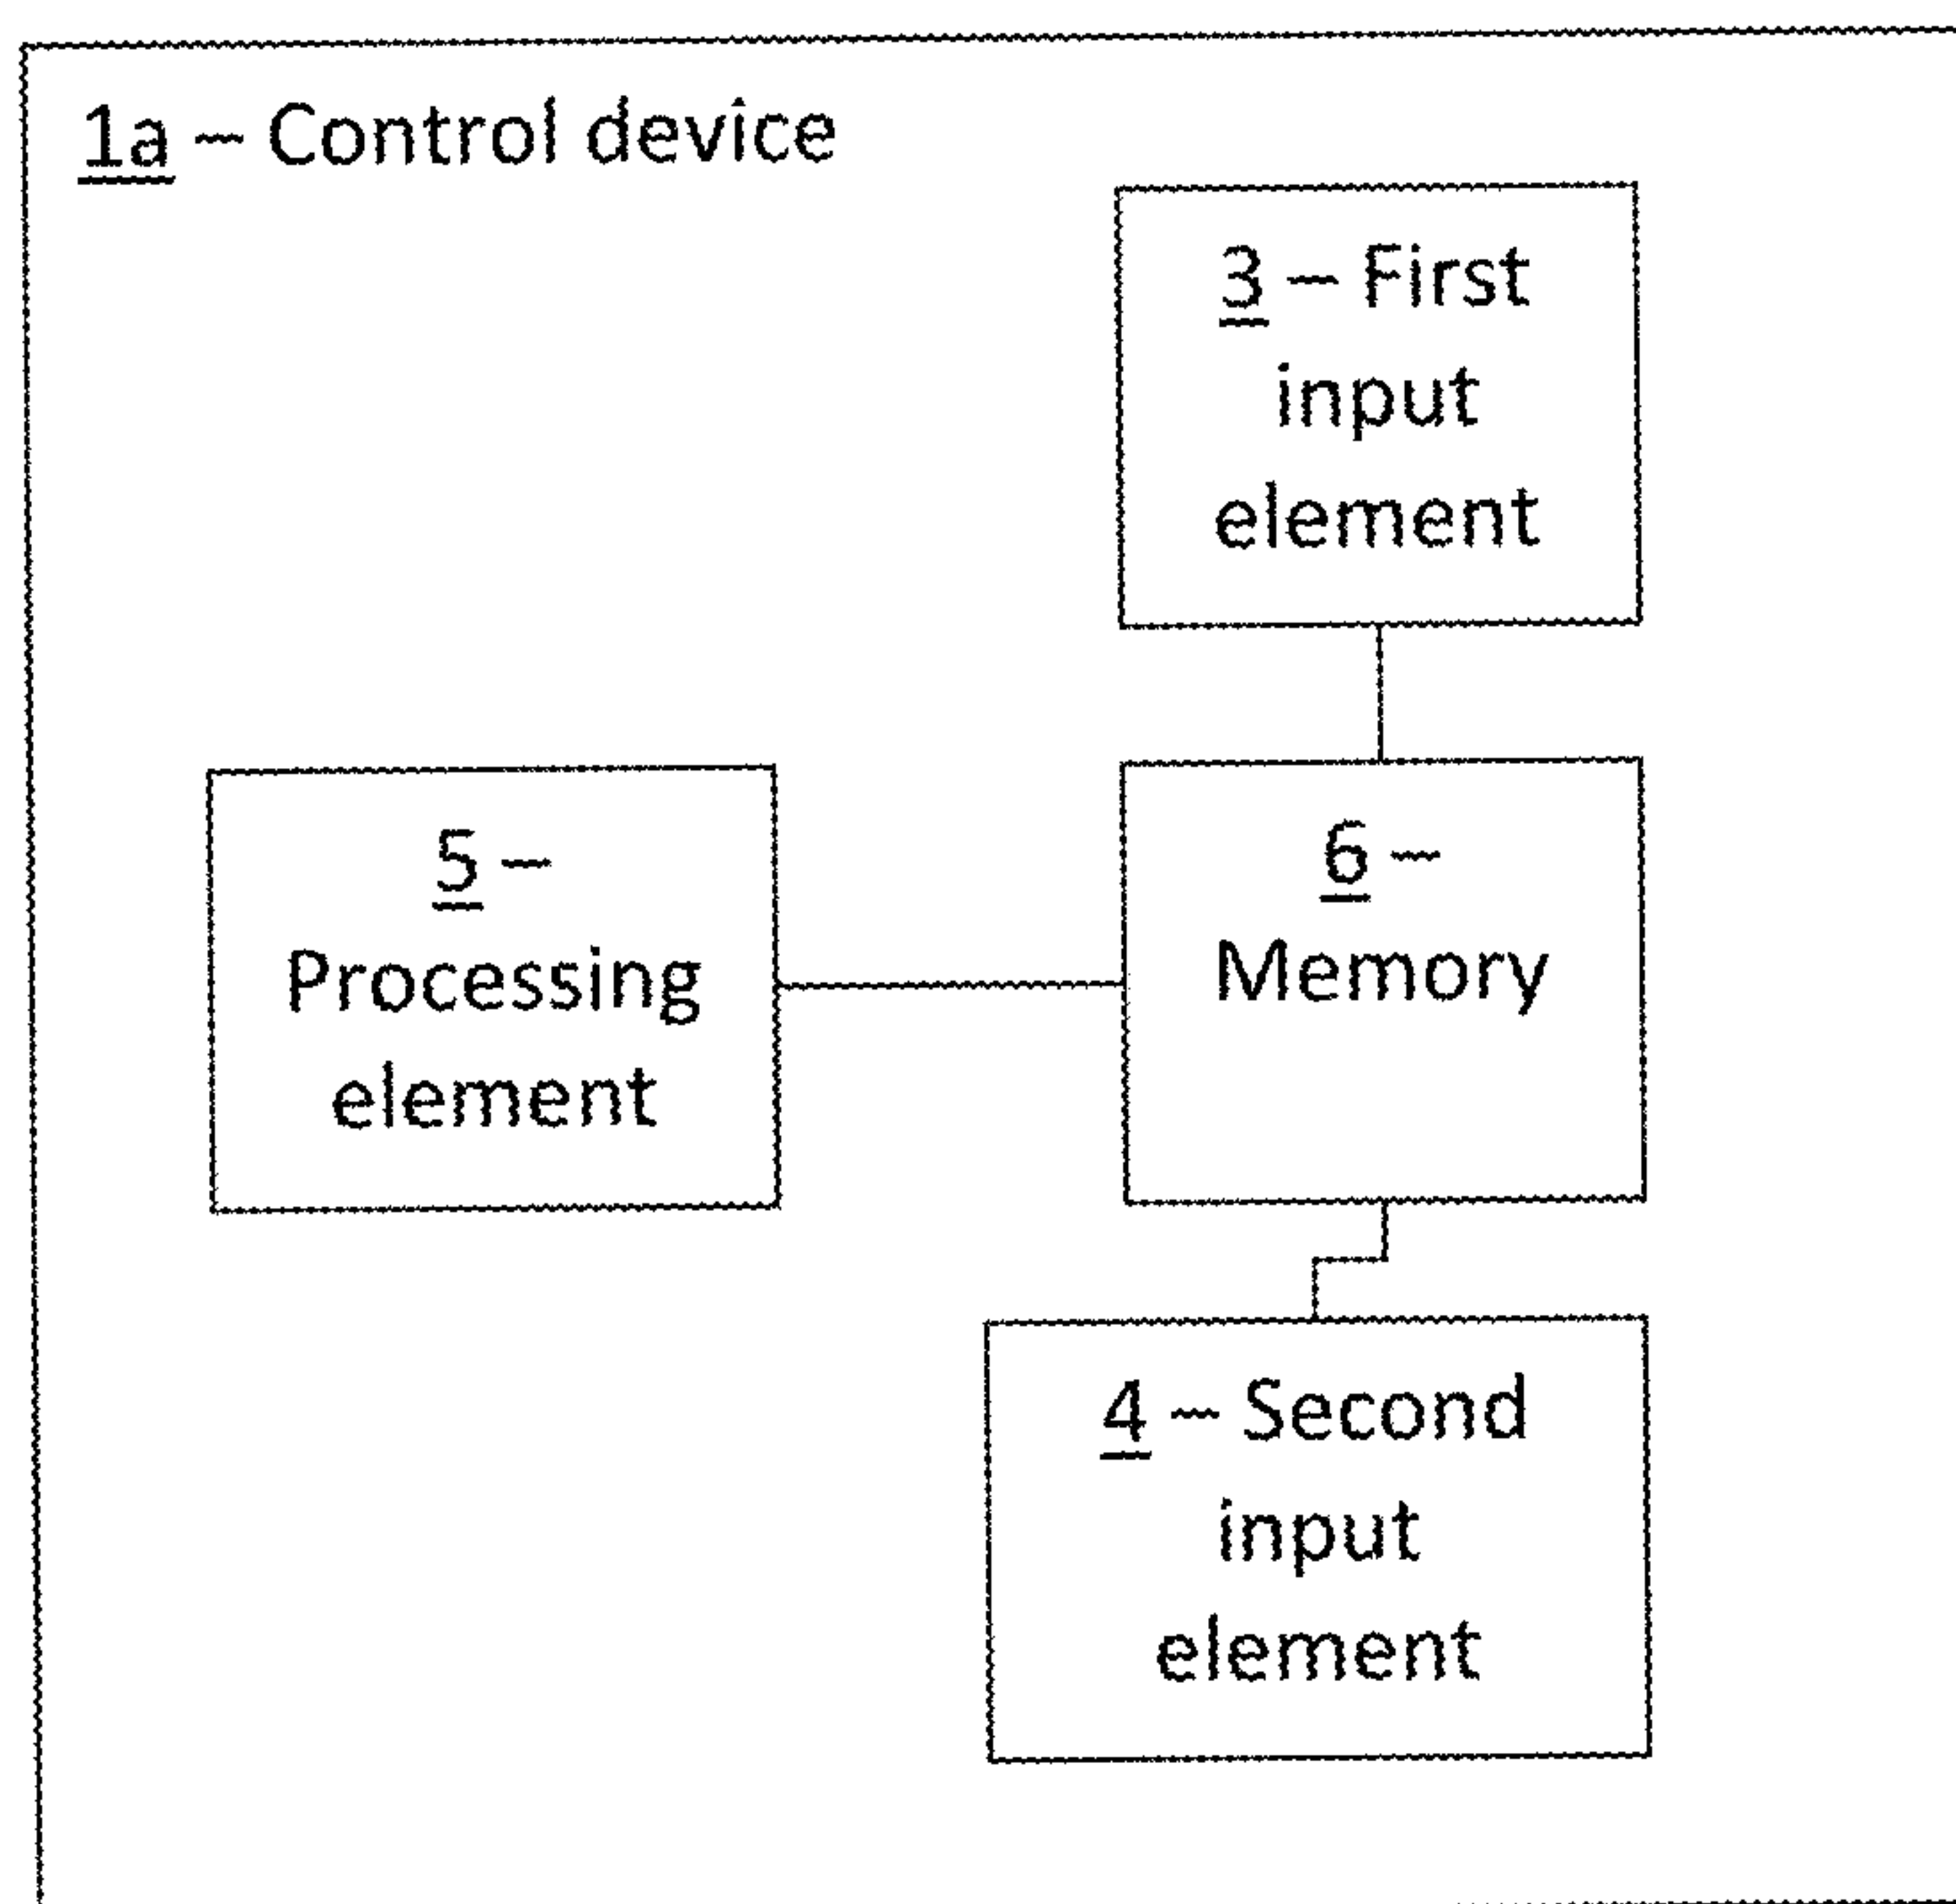 1a – Control device
3 – First
input
element
5 –
Processing
element
6 –
Memory
4 – Second
input
element